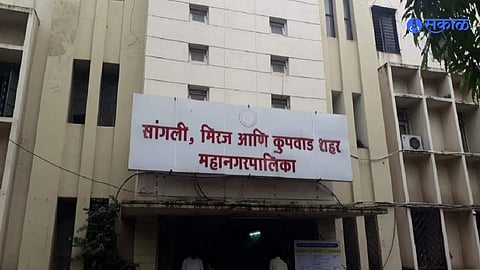 सकाळ
सांगली, मिरज आणि कुपवाड शहर
महानगरपालिका